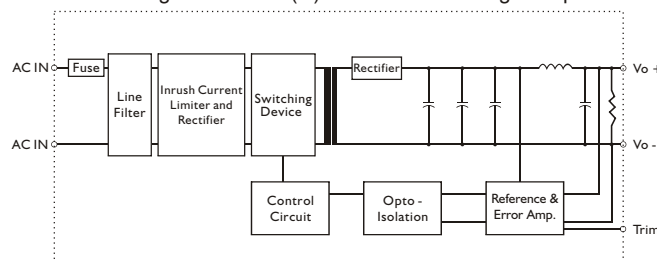 AC IN
Fuse
Line
Filter
Inrush Current
Limiter and
Rectifier
Switching
Device
Rectifier
Vo +
AC IN
Vo -
Control
Circuit
Opto -
Isolation
Reference &
Error Amp.
Trim